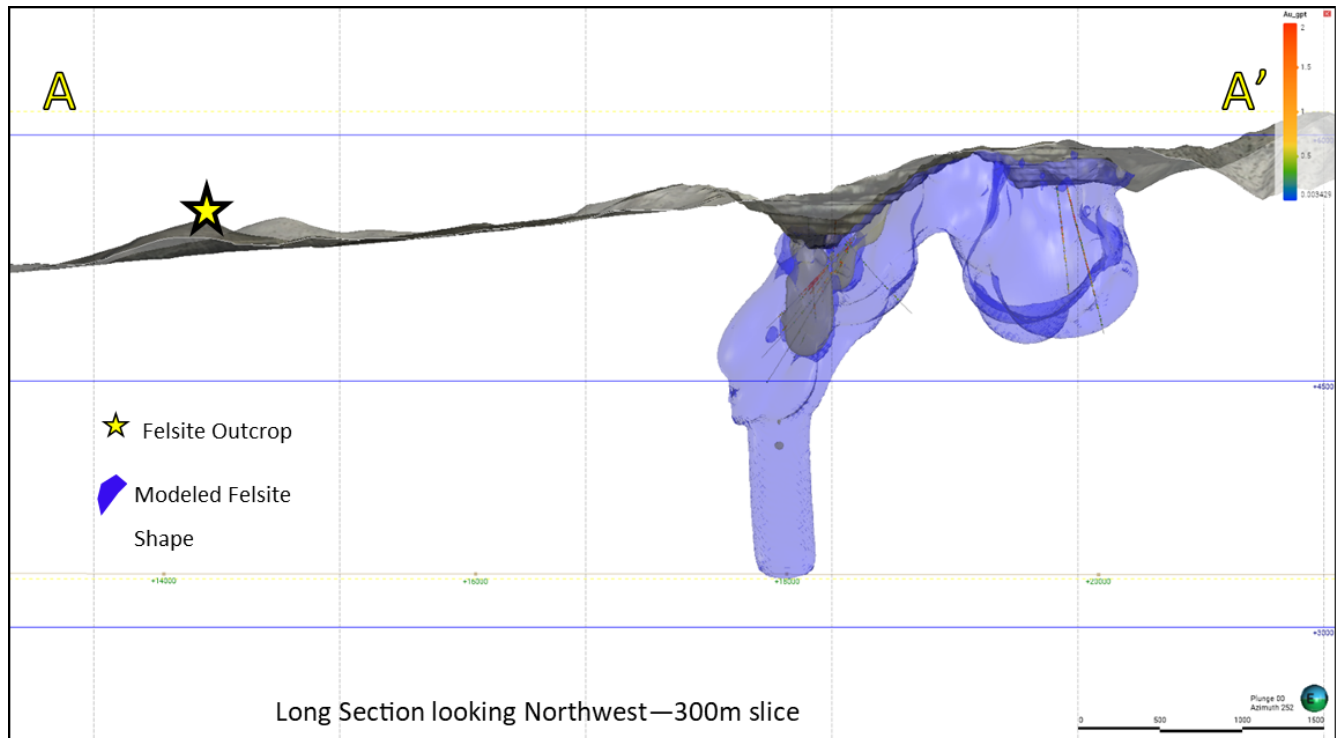 Au_gpt
A
A’
2
1.5
1
0.5
0.003429
+6000
+4500
Felsite Outcrop
Modeled Felsite
Shape
+14000
+16000
+18000
+20000
+3000
Long Section looking Northwest—300m slice
Plunge 00
Azimuth 252
E
0
500
1000
1500